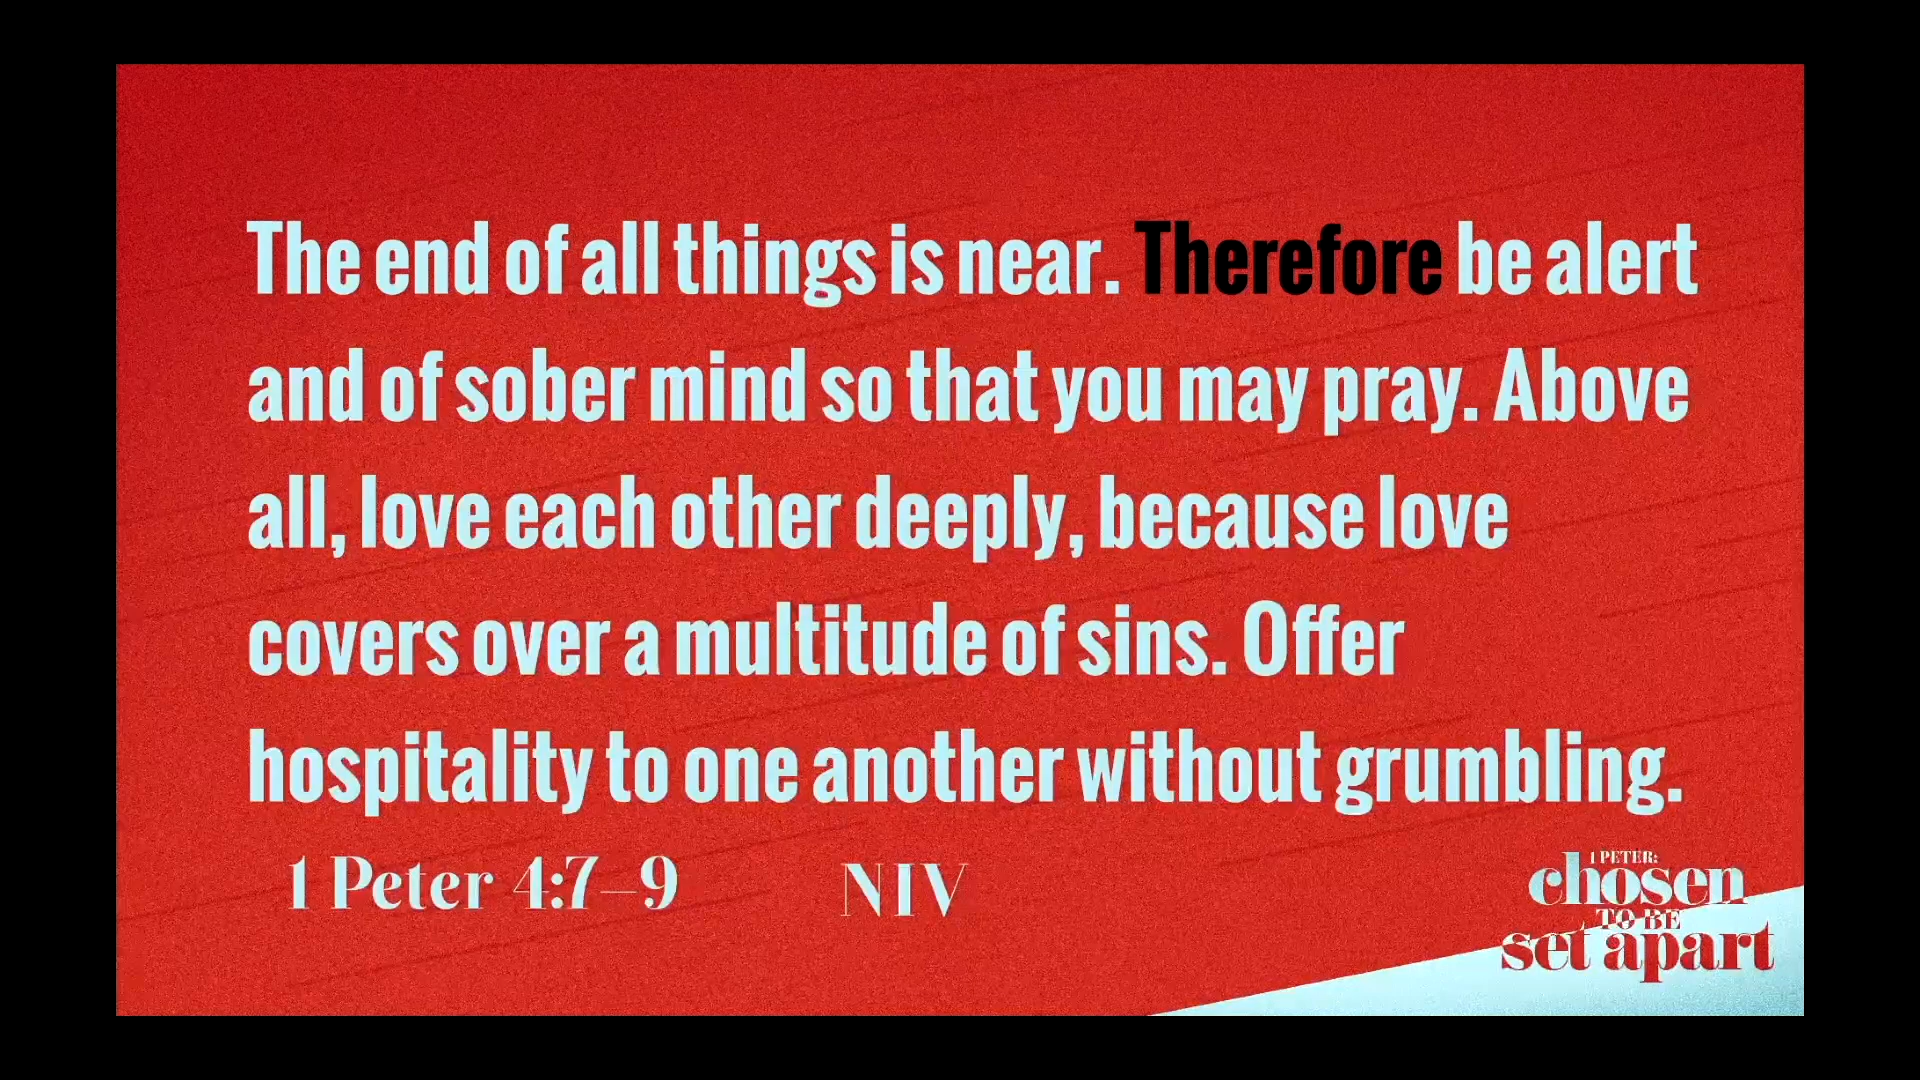 The end of all things is near. Therefore be alert
and of sober mind so that you may pray. Above
all, love each other deeply, because love
covers over a multitude of sins. Offer
hospitality to one another without grumbling.
1 Peter 4:7–9 NIV
1 PETER:
chosen
TO BE
set apart